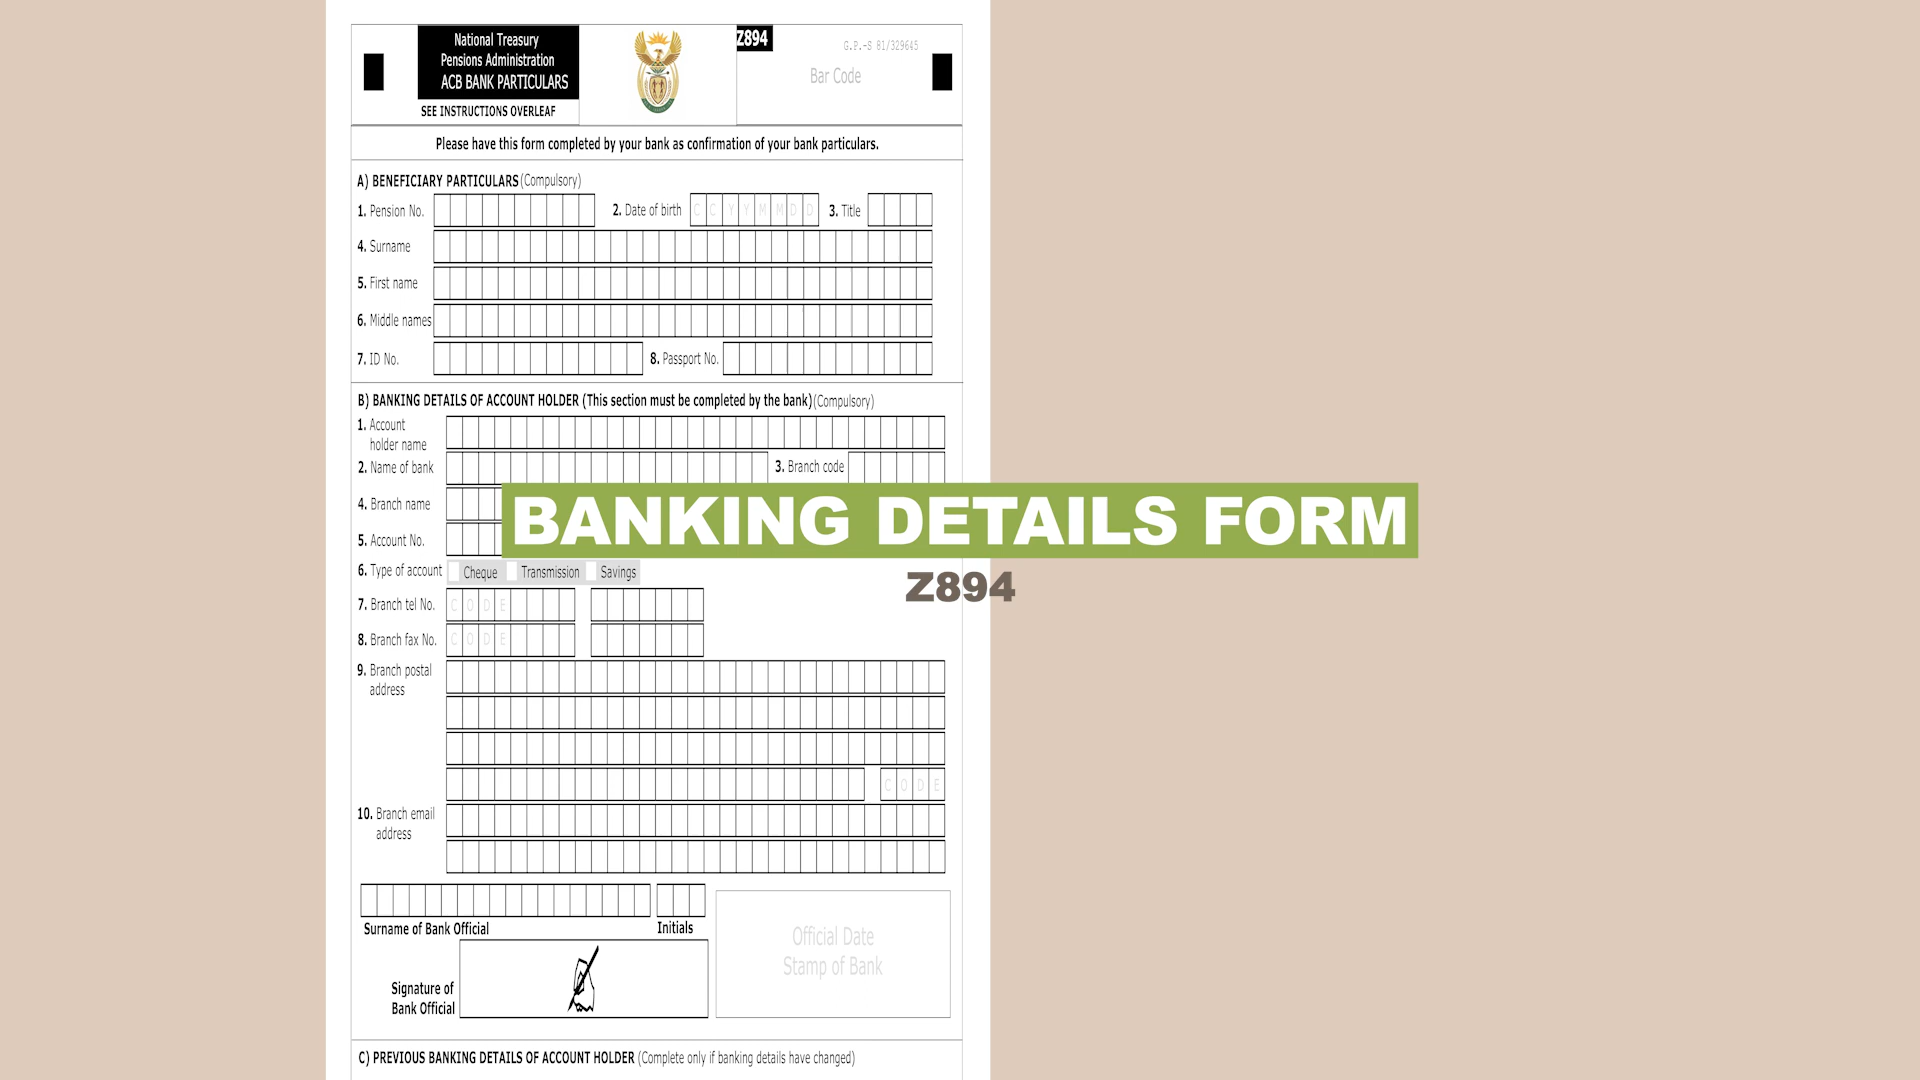 National Treasury
Pensions Administration
ACB BANK PARTICULARS
SEE INSTRUCTIONS OVERLEAF
Z894
G.P.-S 81/329645
Bar Code
Please have this form completed by your bank as confirmation of your bank particulars.
A) BENEFICIARY PARTICULARS (Compulsory)
1. Pension No. 2. Date of birth C C Y Y M M D D 3. Title
4. Surname
5. First name
6. Middle names
7. ID No. 8. Passport No.
B) BANKING DETAILS OF ACCOUNT HOLDER (This section must be completed by the bank) (Compulsory)
1. Account
holder name
2. Name of bank 3. Branch code
4. Branch name
BANKING DETAILS FORM
5. Account No.
6. Type of account Cheque Transmission Savings
Z894
7. Branch tel No. C O D E
8. Branch fax No. C O D E
9. Branch postal
address
C O D E
10. Branch email
address
Surname of Bank Official Initials
Official Date
Stamp of Bank
Signature of
Bank Official
C) PREVIOUS BANKING DETAILS OF ACCOUNT HOLDER (Complete only if banking details have changed)